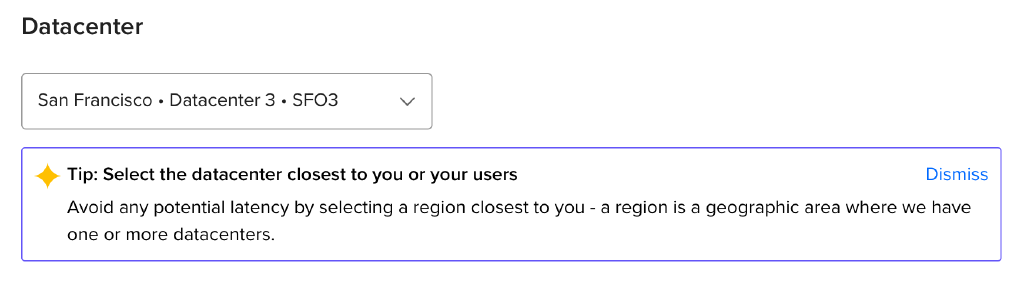 Datacenter
San Francisco • Datacenter 3 • SFO3
Tip: Select the datacenter closest to you or your users
Dismiss
Avoid any potential latency by selecting a region closest to you - a region is a geographic area where we have
one or more datacenters.